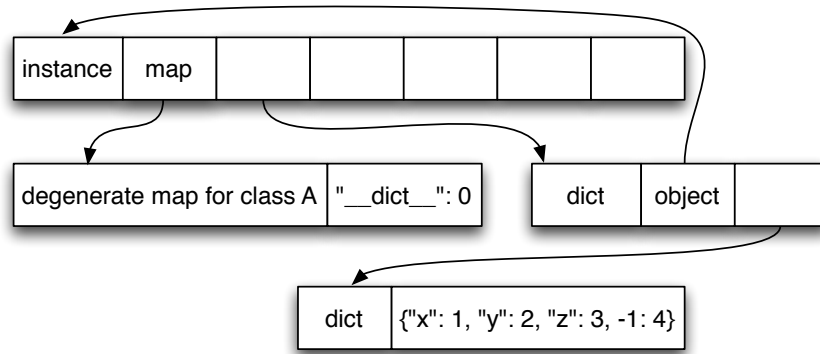 instance map
degenerate map for class A "__dict__": 0 dict object
dict {"x": 1, "y": 2, "z": 3, -1: 4}